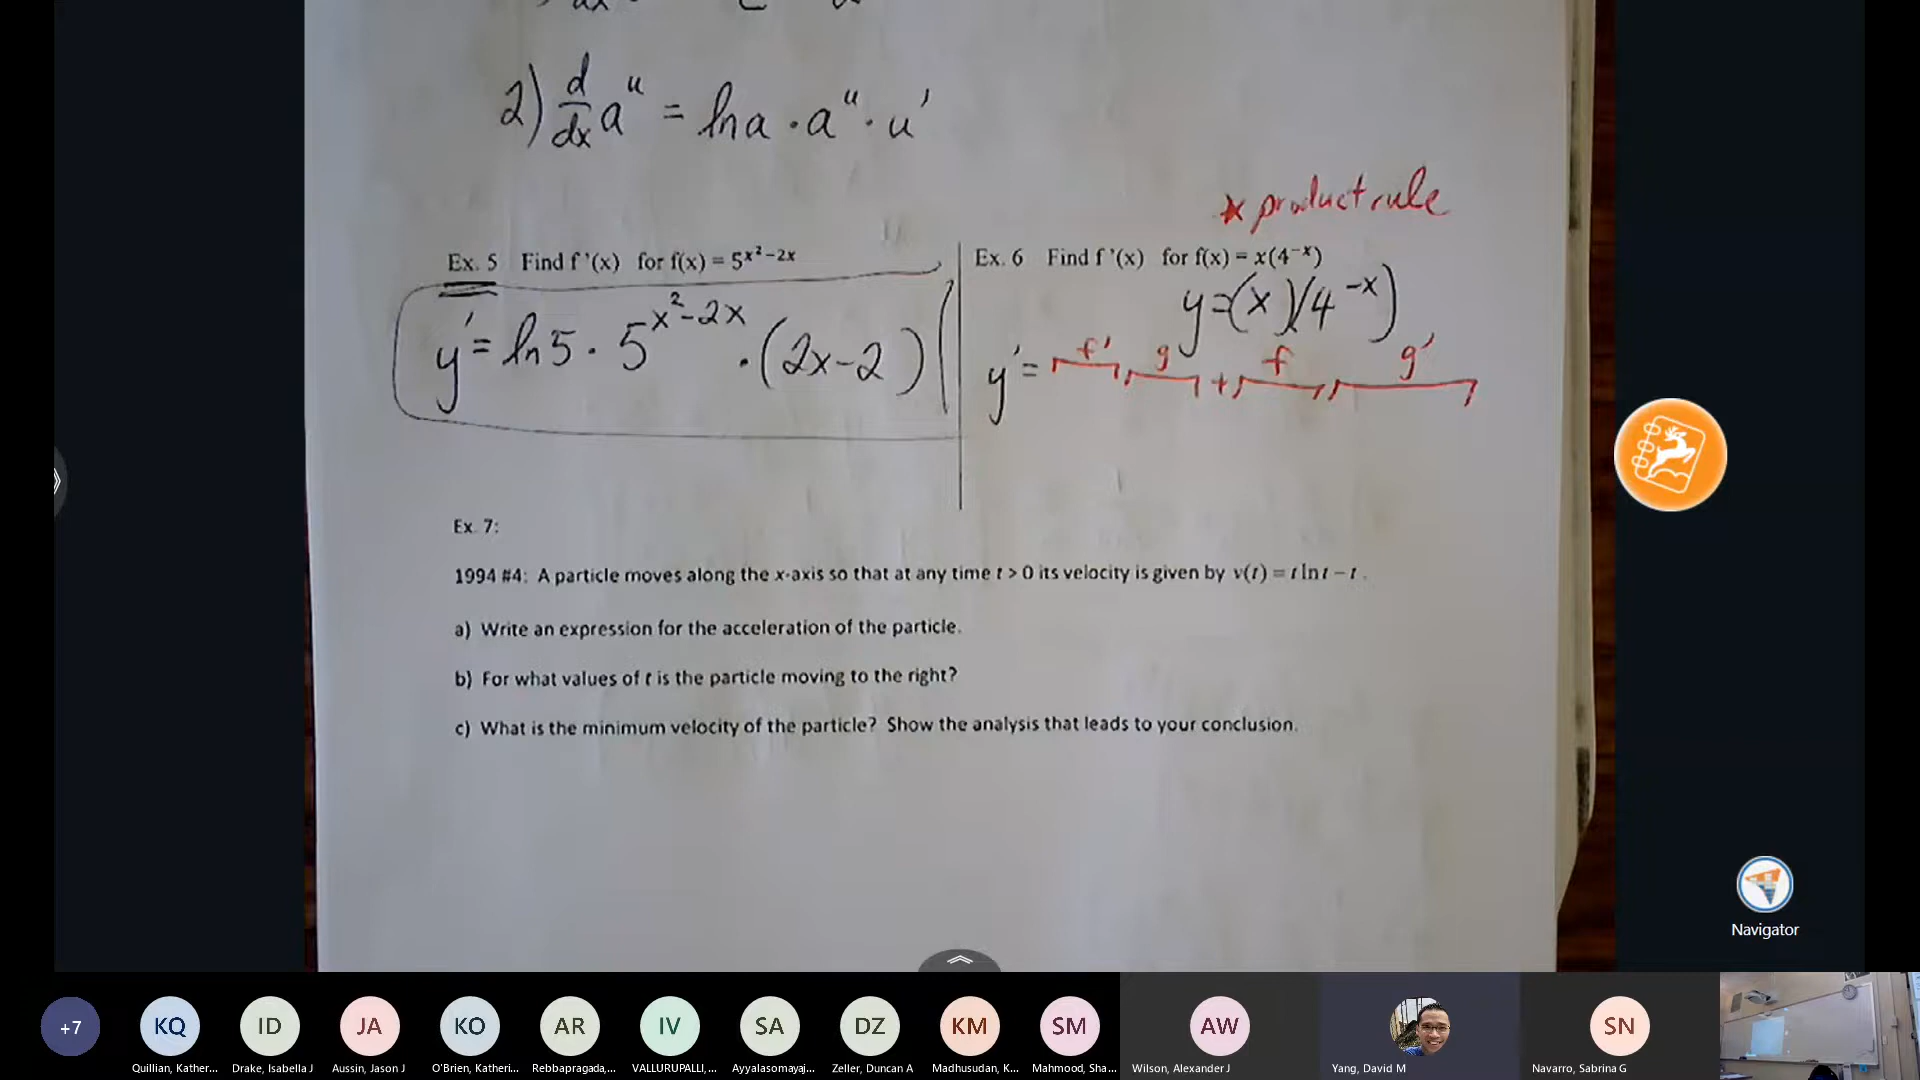 2) d/dx a^u = ln a · a^u · u'
* product rule
Ex. 5 Find f '(x) for f(x) = 5^x²−2x
y' = ln 5 · 5^x²-2x · (2x-2)
Ex. 6 Find f '(x) for f(x) = x(4^−x)
y=(x)(4^-x)
f' g f g'
y' = +
Ex. 7:
1994 #4: A particle moves along the x-axis so that at any time t > 0 its velocity is given by v(t) = t ln t − t.
a) Write an expression for the acceleration of the particle.
b) For what values of t is the particle moving to the right?
c) What is the minimum velocity of the particle? Show the analysis that leads to your conclusion.
Navigator
+7 KQ ID JA KO AR IV SA DZ KM SM AW SN
Quillian, Kather... Drake, Isabella J Aussin, Jason J O'Brien, Katheri... Rebbapragada,... VALLURUPALLI,... Ayyalasomayaj... Zeller, Duncan A Madhusudan, K... Mahmood, Sha... Wilson, Alexander J Yang, David M Navarro, Sabrina G